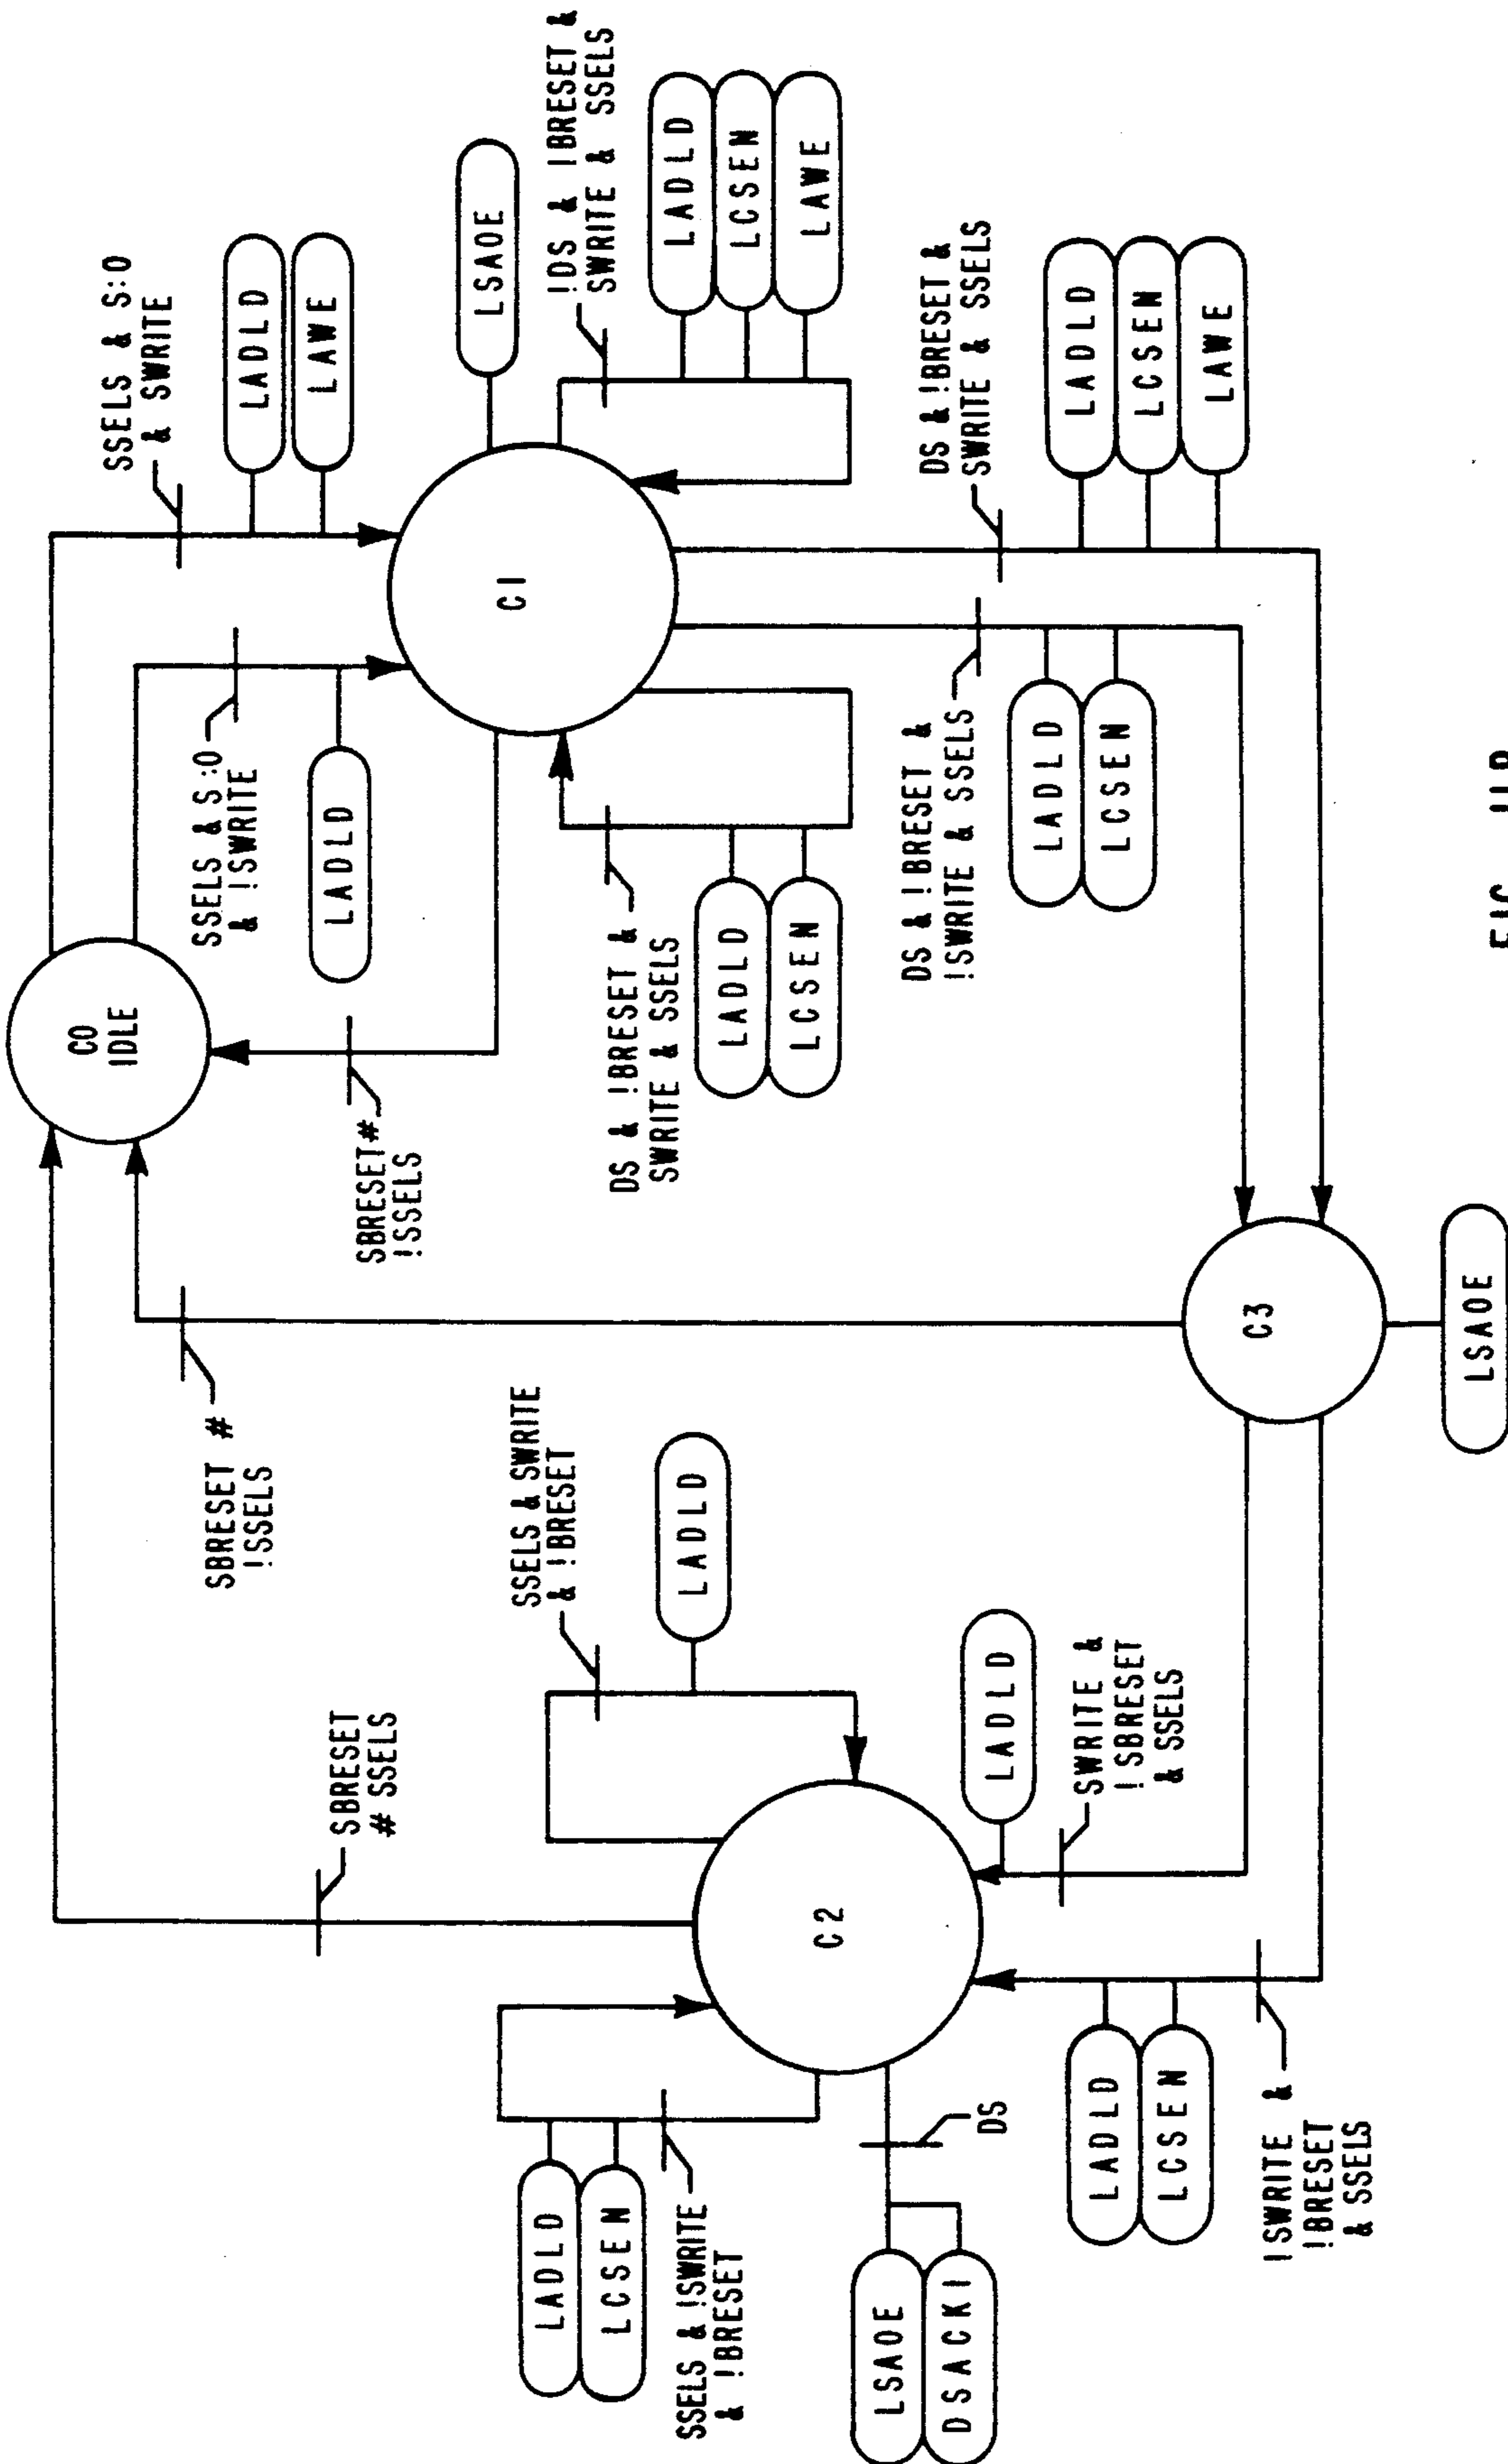 C0
IDLE
SSELS & S:0
& SWRITE
LADLD
LAWE
SSELS & S:0
& !SWRITE
LADLD
SBRESET#
!SSELS
C1
LSAOE
!DS & !BRESET &
SWRITE & SSELS
LADLD
LCSEN
LAWE
DS & !BRESET &
SWRITE & SSELS
LADLD
LCSEN
DS & !BRESET &
SWRITE & SSELS
LADLD
LCSEN
LAWE
DS & !BRESET &
!SWRITE & SSELS
LADLD
LCSEN
SBRESET #
!SSELS
SBRESET
# SSELS
SSELS & SWRITE
& !BRESET
LADLD
C2
LADLD
LCSEN
SSELS & !SWRITE
& !BRESET
DS
LSAOE
DSACKI
LADLD
SWRITE &
!SBRESET
& SSELS
LADLD
LCSEN
!SWRITE &
!BRESET
& SSELS
C3
LSAOE